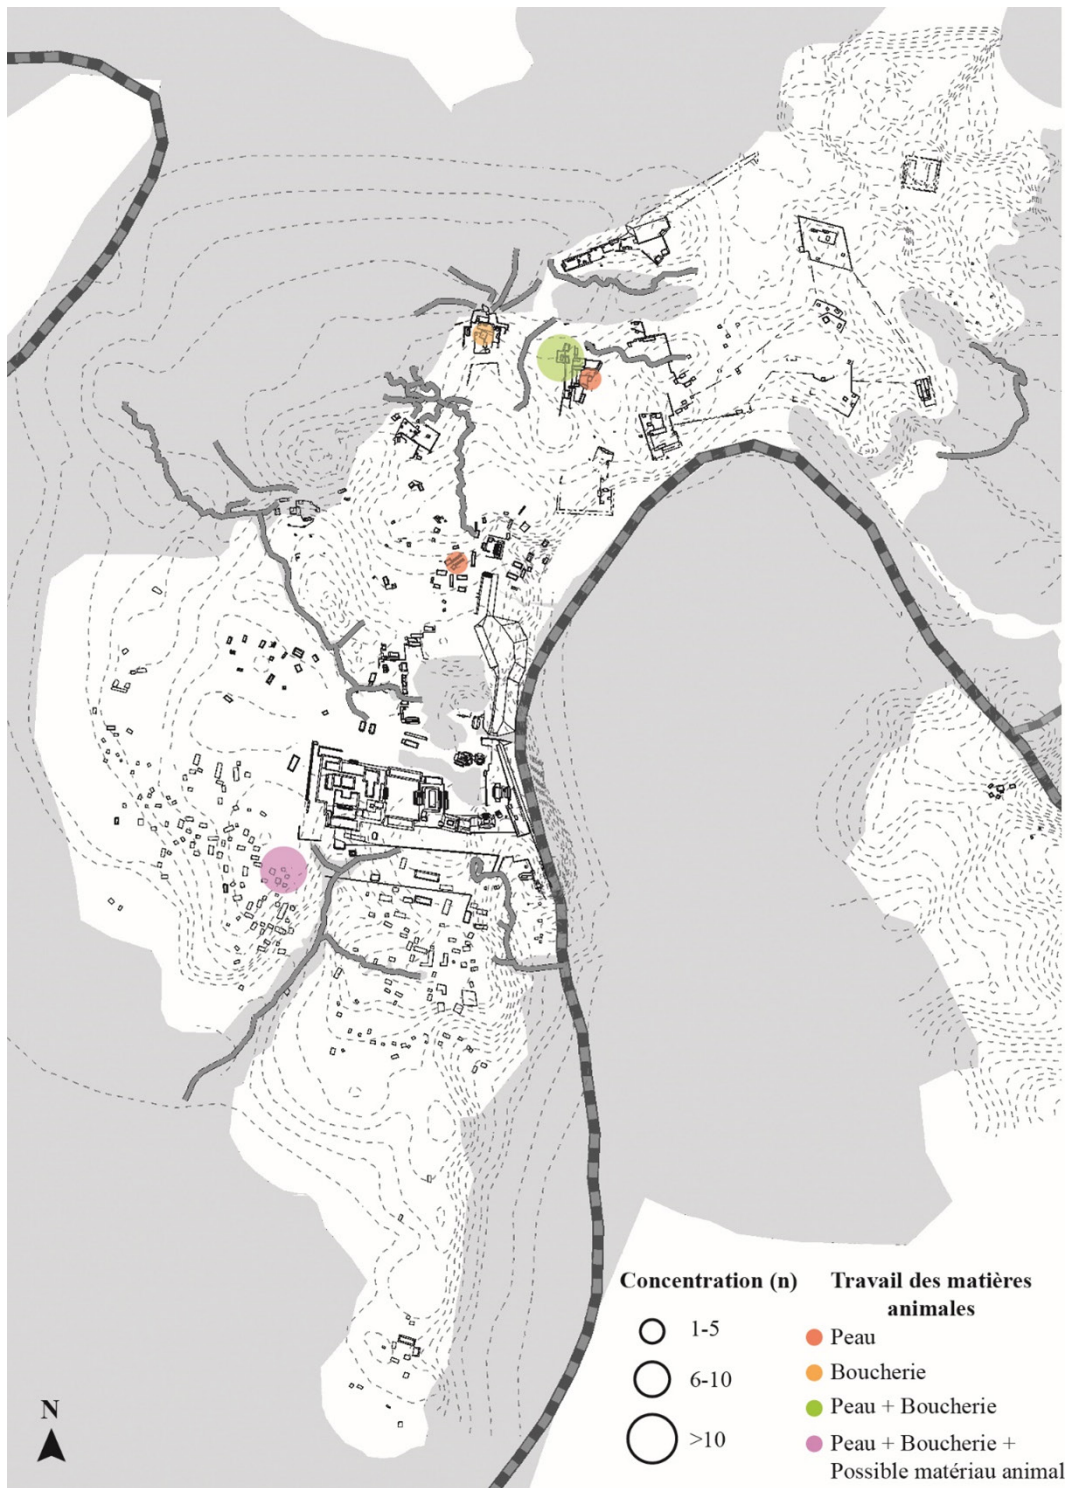 Concentration (n)
1-5
6-10
>10
Travail des matières
animales
Peau
Boucherie
Peau + Boucherie
Peau + Boucherie +
Possible matériau animal
N